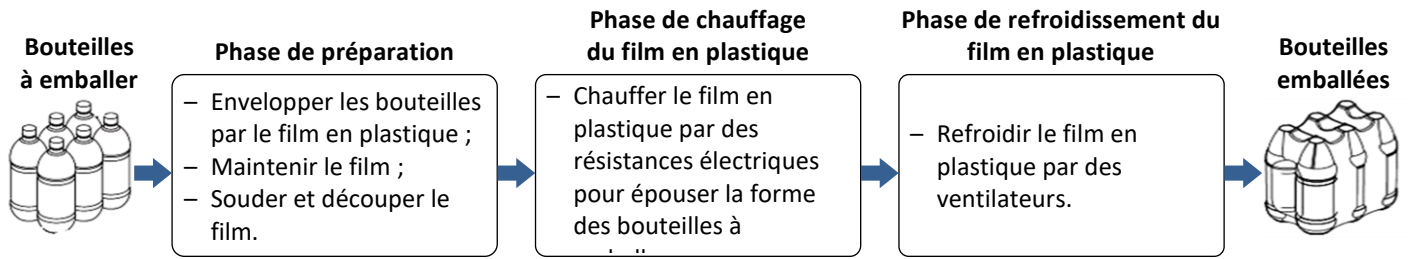 Bouteilles
à emballer
Phase de préparation
– Envelopper les bouteilles
par le film en plastique ;
– Maintenir le film ;
– Souder et découper le
film.
Phase de chauffage
du film en plastique
– Chauffer le film en
plastique par des
résistances électriques
pour épouser la forme
des bouteilles à
Phase de refroidissement du
film en plastique
– Refroidir le film en
plastique par des
ventilateurs.
Bouteilles
emballées